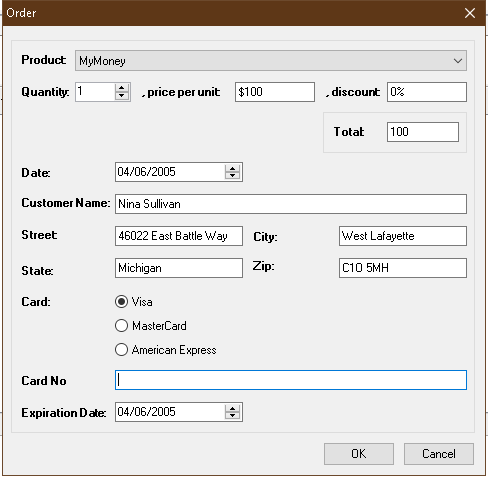 Order
Product: MyMoney
Quantity: 1 , price per unit: $100 , discount: 0%
Total: 100
Date: 04/06/2005
Customer Name: Nina Sullivan
Street: 46022 East Battle Way City: West Lafayette
State: Michigan Zip: C1O 5MH
Card: Visa
MasterCard
American Express
Card No
Expiration Date: 04/06/2005
OK Cancel